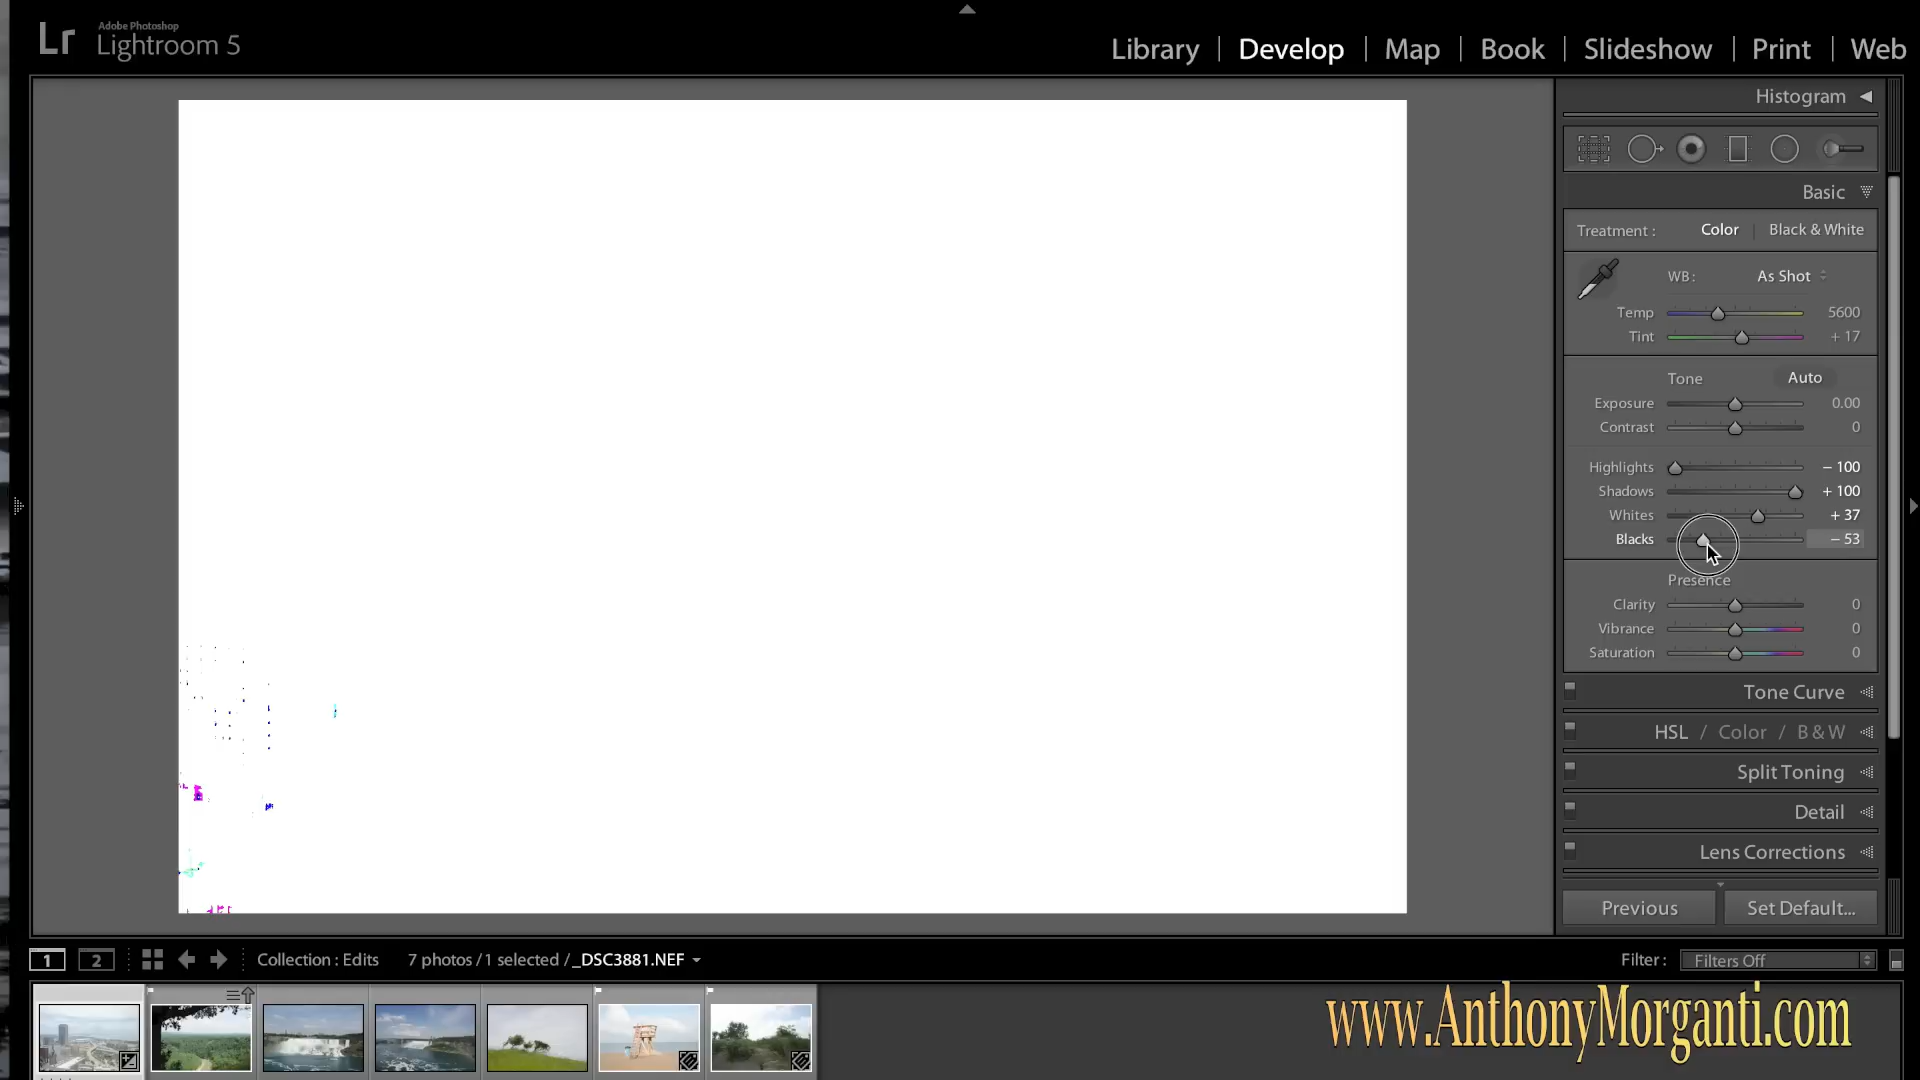 Lr
Adobe Photoshop
Lightroom 5
Library | Develop | Map | Book | Slideshow | Print | Web
Histogram
Basic
Treatment : Color | Black & White
WB : As Shot
Temp 5600
Tint + 17
Tone Auto
Exposure 0.00
Contrast 0
Highlights − 100
Shadows + 100
Whites + 37
Blacks − 53
Presence
Clarity 0
Vibrance 0
Saturation 0
Tone Curve
HSL / Color / B & W
Split Toning
Detail
Lens Corrections
Previous Set Default...
1 2 Collection : Edits 7 photos / 1 selected / _DSC3881.NEF Filter : Filters Off
www.AnthonyMorganti.com